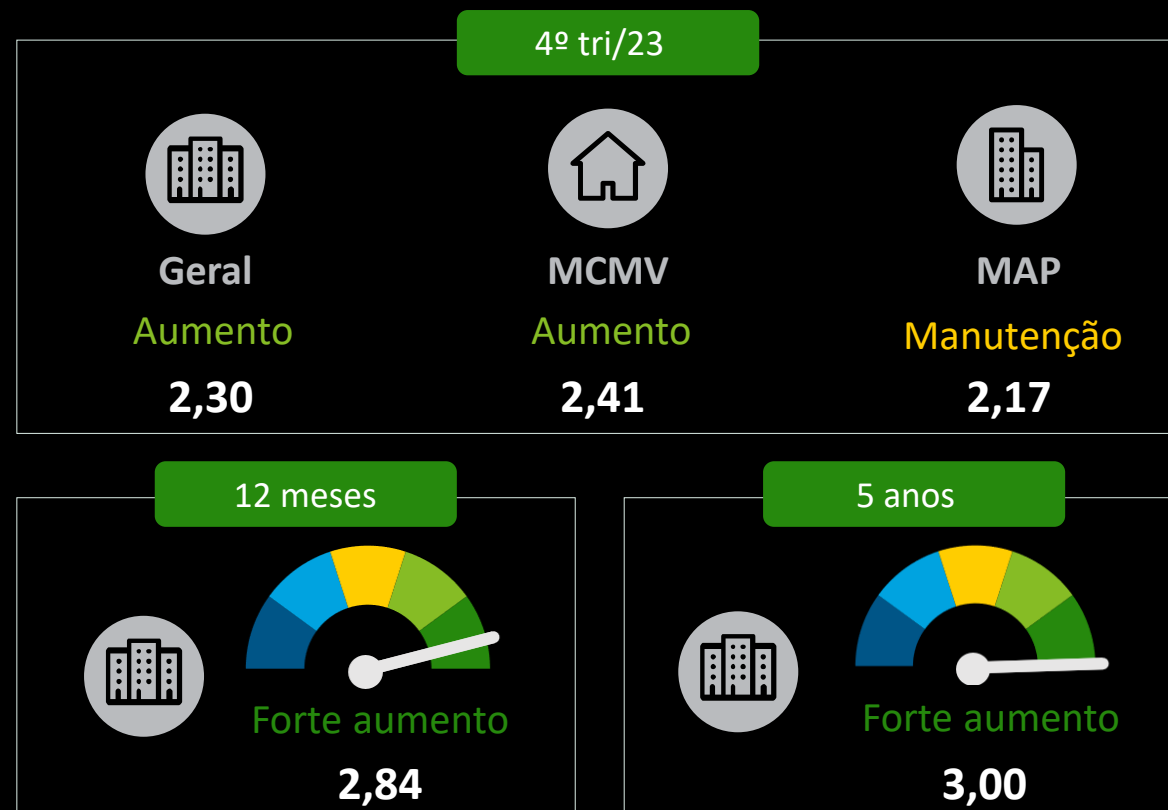 4º tri/23
Geral
Aumento
2,30
MCMV
Aumento
2,41
MAP
Manutenção
2,17
12 meses
Forte aumento
2,84
5 anos
Forte aumento
3,00